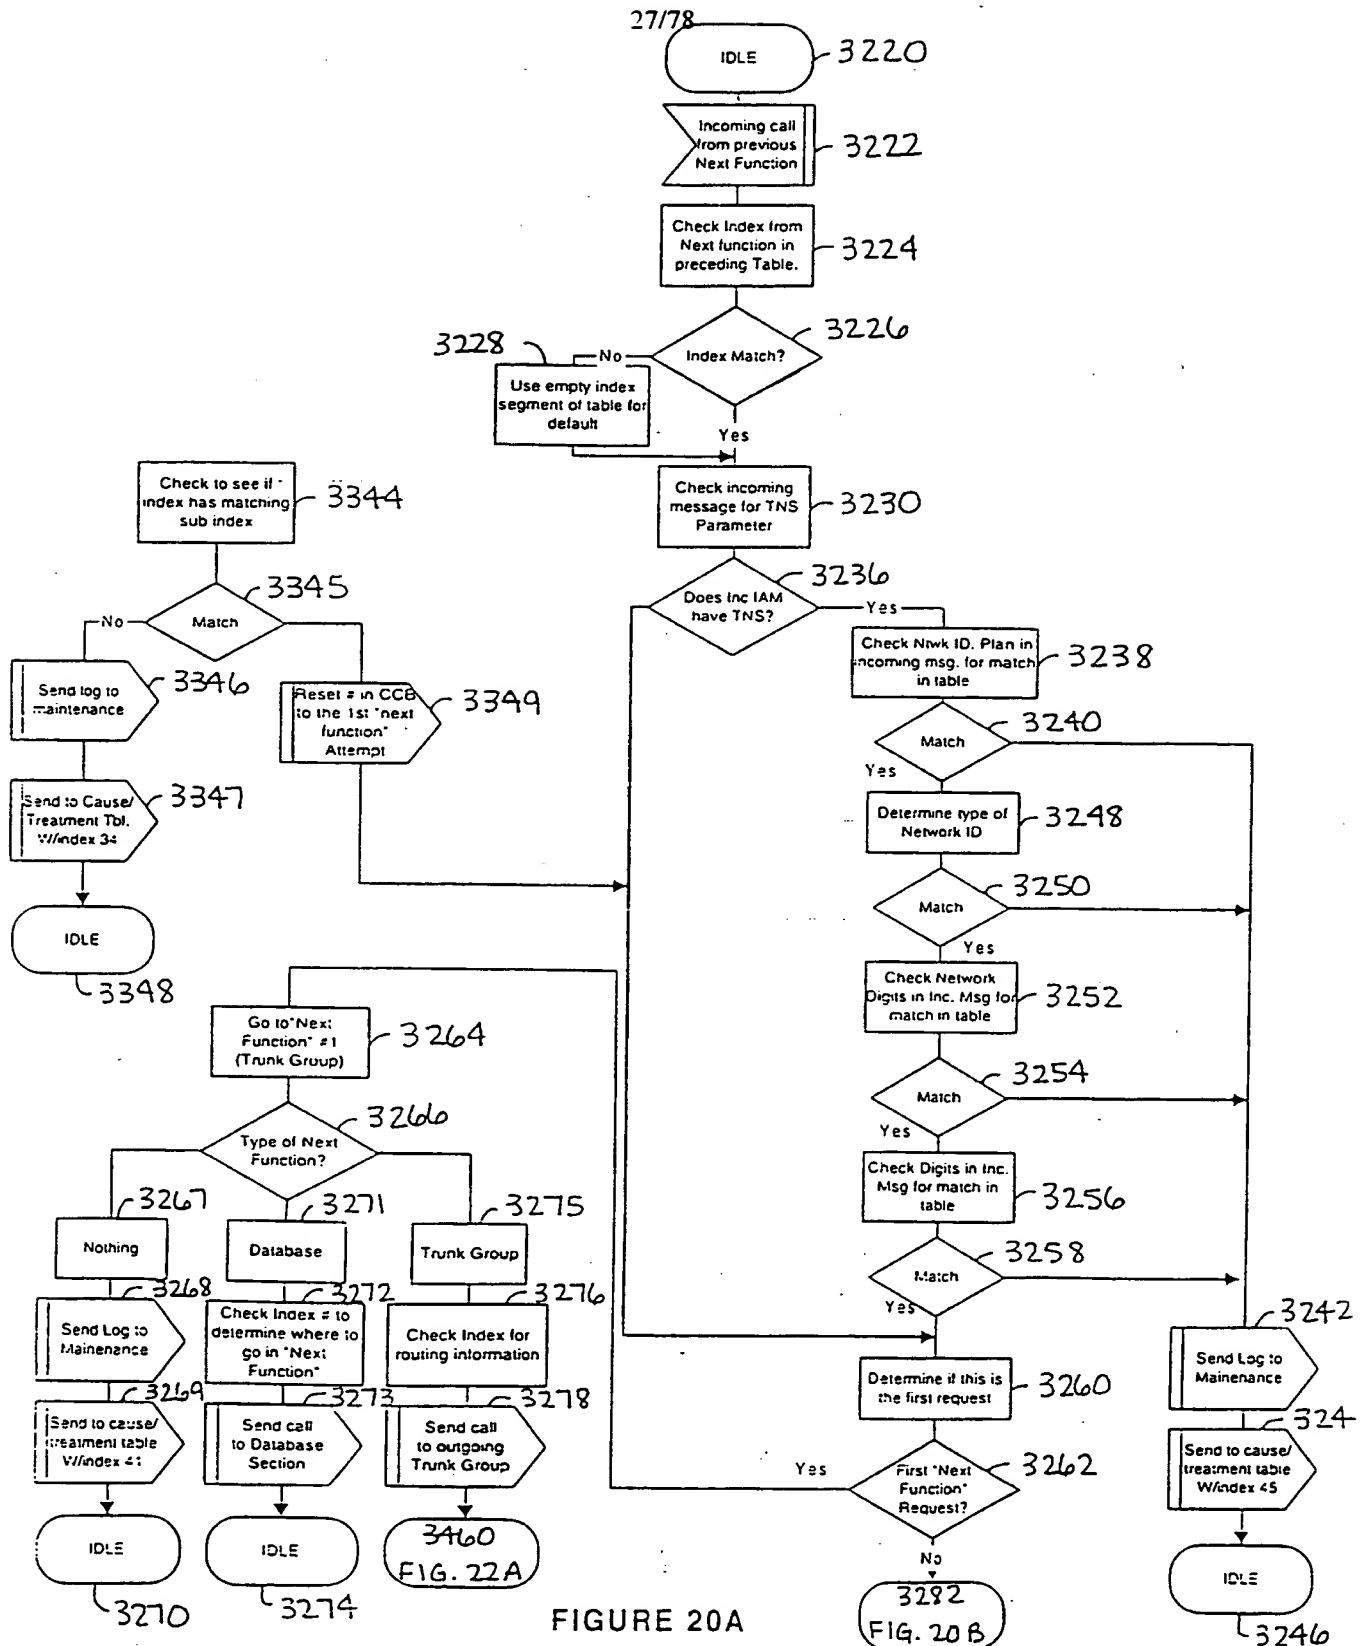 27/78
IDLE
3220
Incoming call
from previous
Next Function
3222
Check Index from
Next function in
preceding Table.
3224
Index Match?
3226
No
3228
Use empty index
segment of table for
default
Yes
Check incoming
message for TNS
Parameter
3230
Does Inc IAM
have TNS?
3236
Yes
Check Ntwk ID. Plan in
incoming msg. for match
in table
3238
Match
3240
Yes
Determine type of
Network ID
3248
Match
3250
Yes
Check Network
Digits in Inc. Msg for
match in table
3252
Match
3254
Yes
Check Digits in Inc.
Msg for match in
table
3256
Match
3258
Yes
Determine if this is
the first request
3260
First "Next
Function"
Request?
3262
Yes
No
3282
FIG. 20B
Send Log to
Mainenance
3242
Send to cause/
treatment table
W/index 45
324
IDLE
3246
Check to see if
index has matching
sub index
3344
Match
3345
No
Send log to
maintenance
3346
Send to Cause/
Treatment Tbl.
W/index 34
3347
IDLE
3348
Reset # in CCB
to the 1st "next
function"
Attempt
3349
Go to "Next
Function" #1
(Trunk Group)
3264
Type of Next
Function?
3266
3267
Nothing
3268
Send Log to
Mainenance
3269
Send to cause/
treatment table
W/index 41
IDLE
3270
3271
Database
3272
Check Index # to
determine where to
go in "Next
Function"
3273
Send call
to Database
Section
IDLE
3274
3275
Trunk Group
3276
Check Index for
routing information
3278
Send call
to outgoing
Trunk Group
3460
FIG. 22A
FIGURE 20A